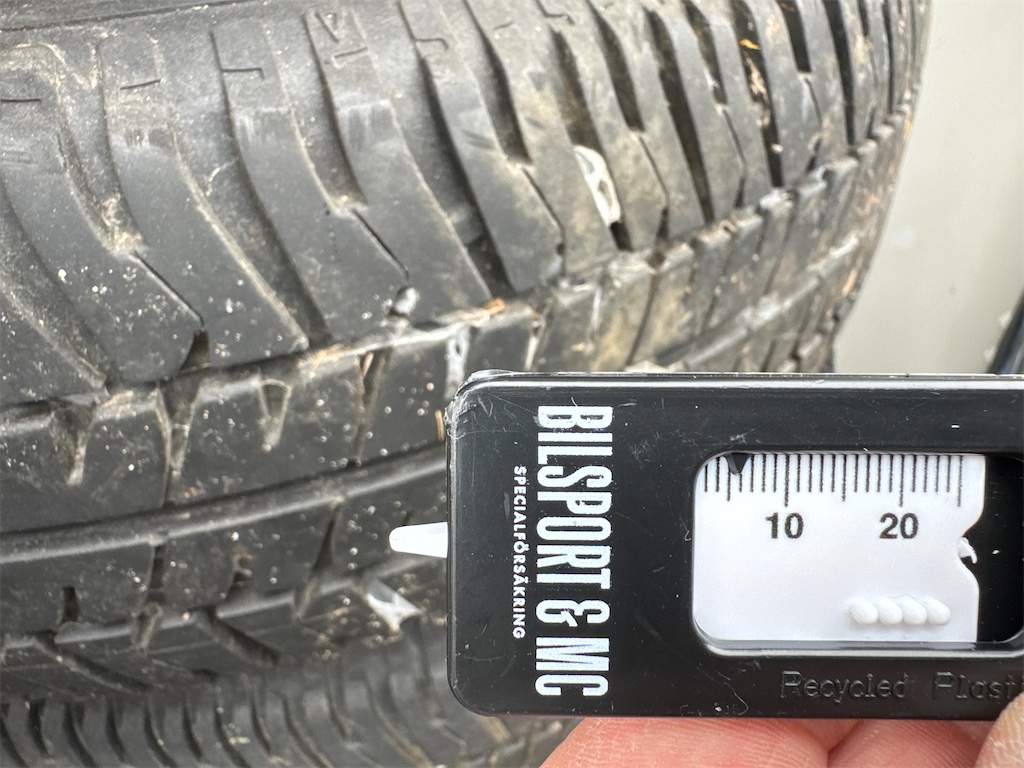 BILSPORT & MC
SPECIALFÖRSÄKRING
10 20
Recycled Plasti